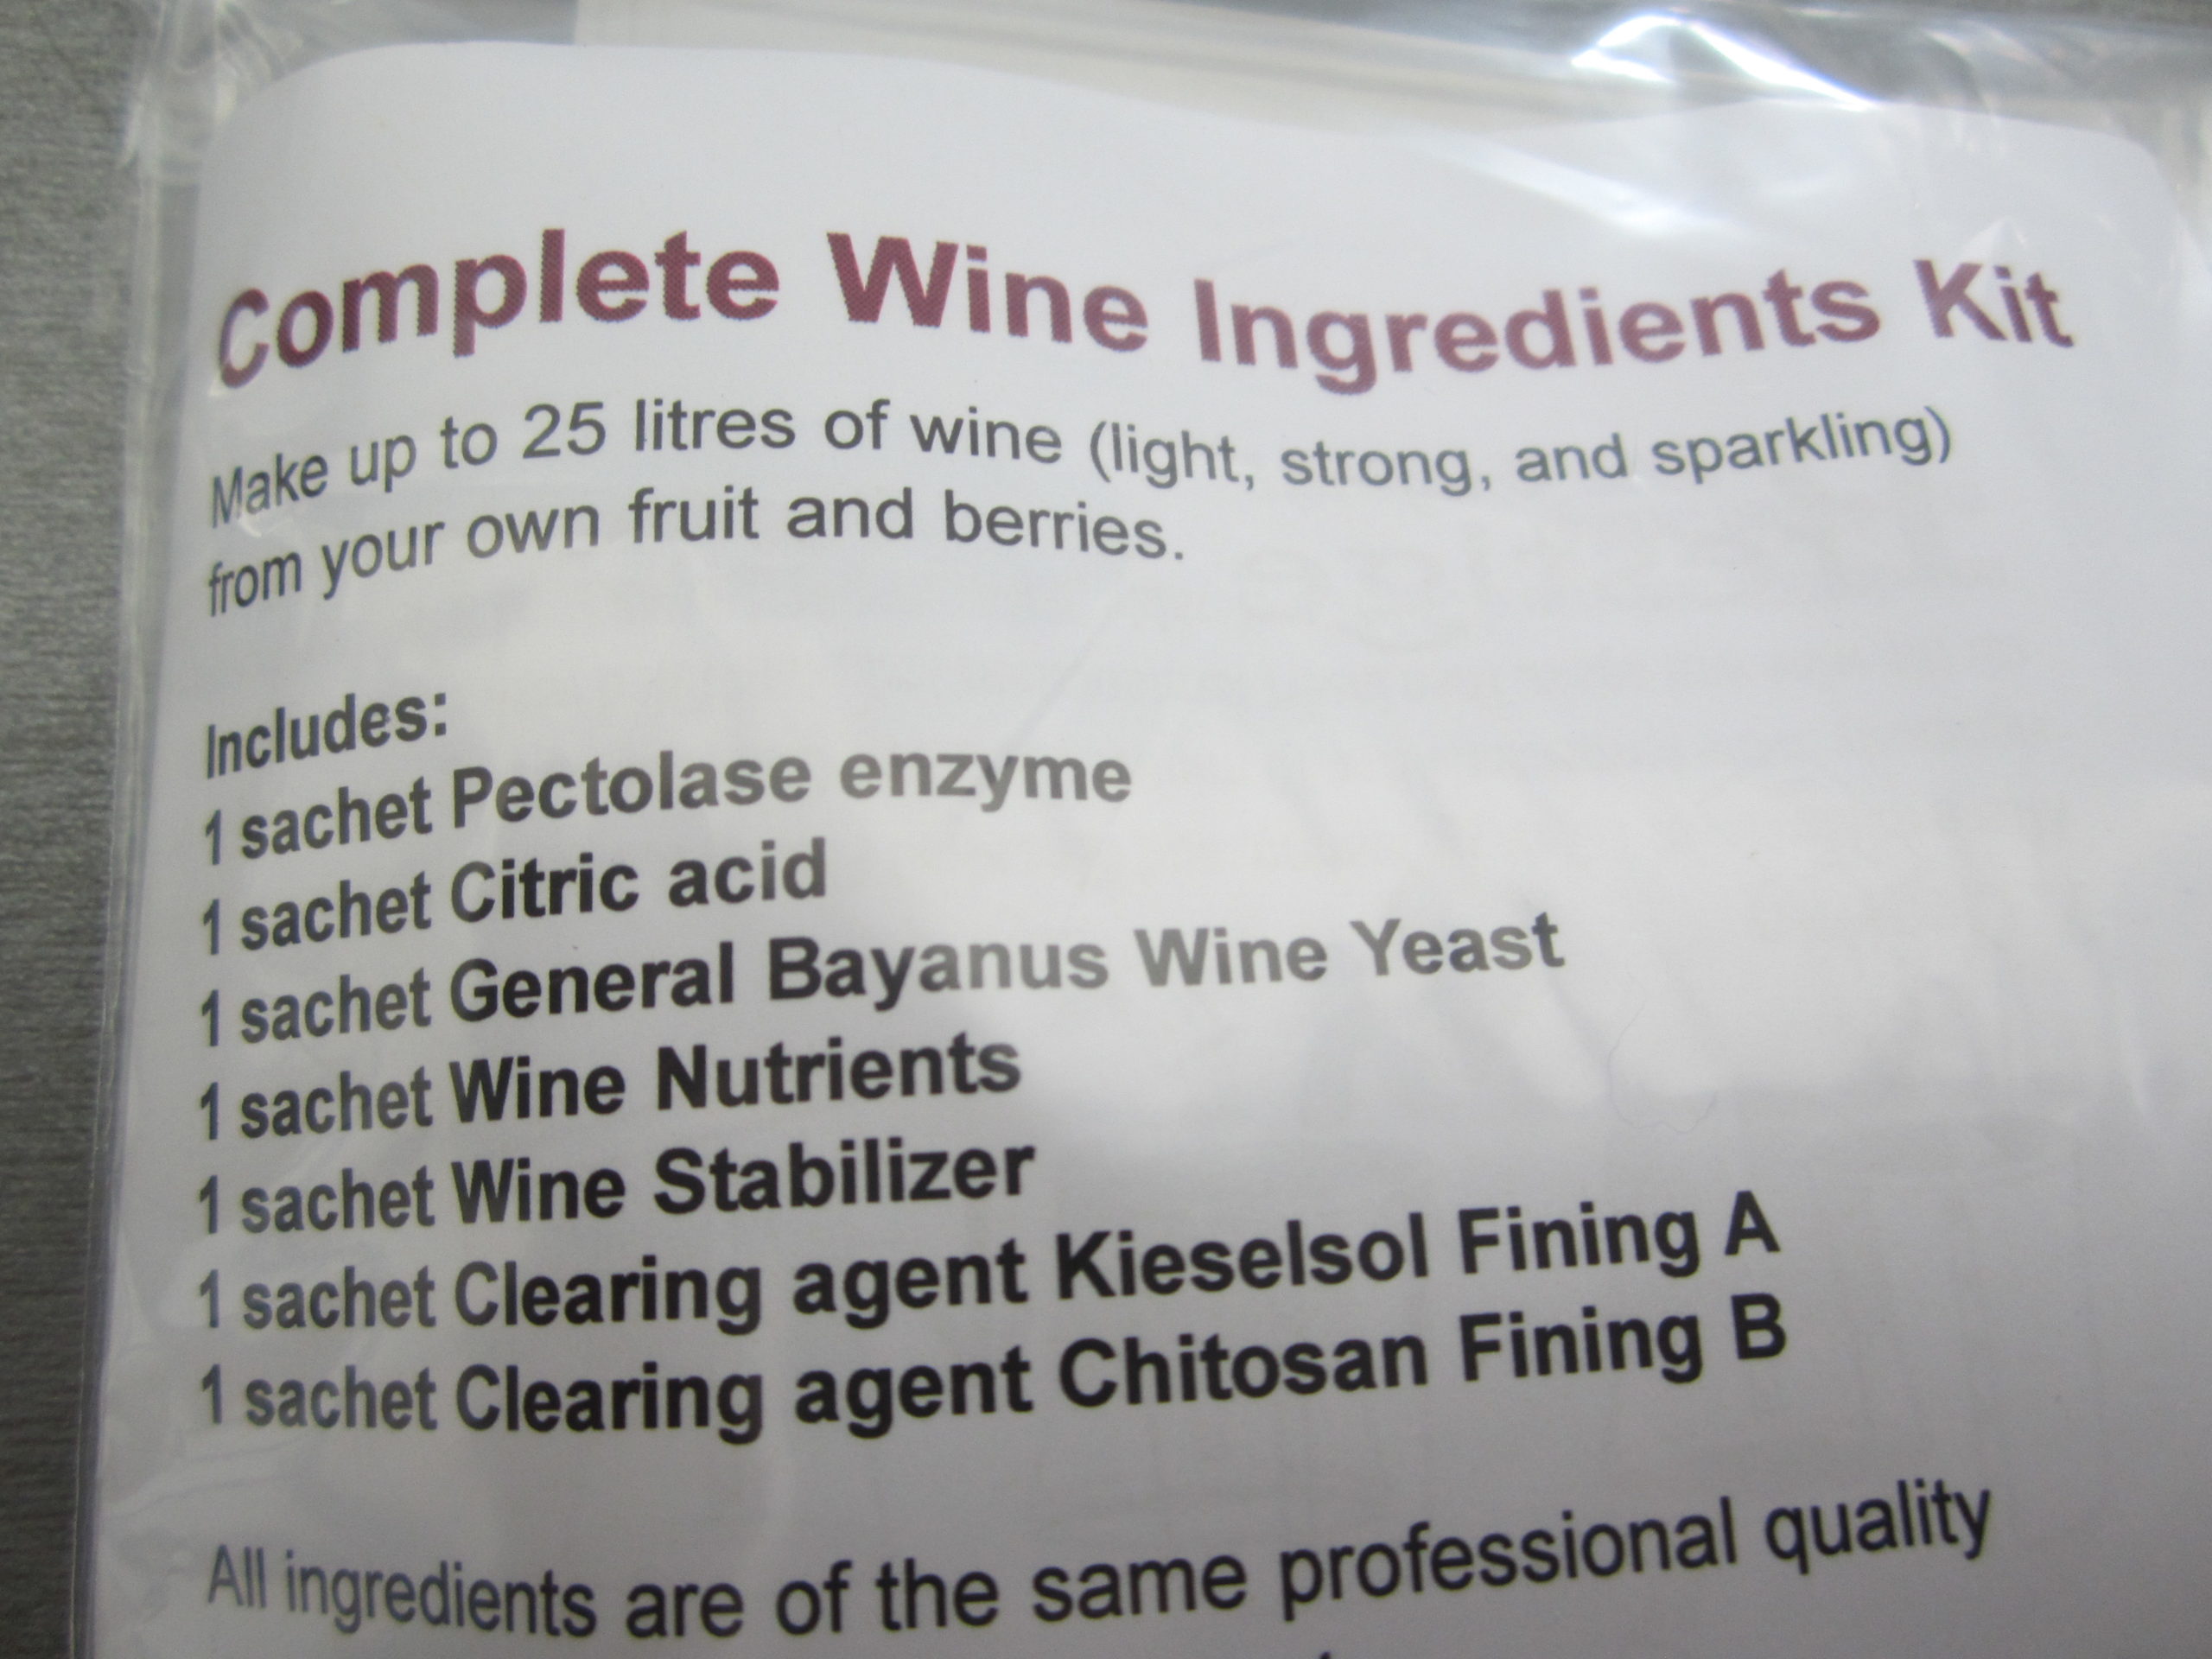 Complete Wine Ingredients Kit
Make up to 25 litres of wine (light, strong, and sparkling)
from your own fruit and berries.
Includes:
1 sachet Pectolase enzyme
1 sachet Citric acid
1 sachet General Bayanus Wine Yeast
1 sachet Wine Nutrients
1 sachet Wine Stabilizer
1 sachet Clearing agent Kieselsol Fining A
1 sachet Clearing agent Chitosan Fining B
All ingredients are of the same professional quality